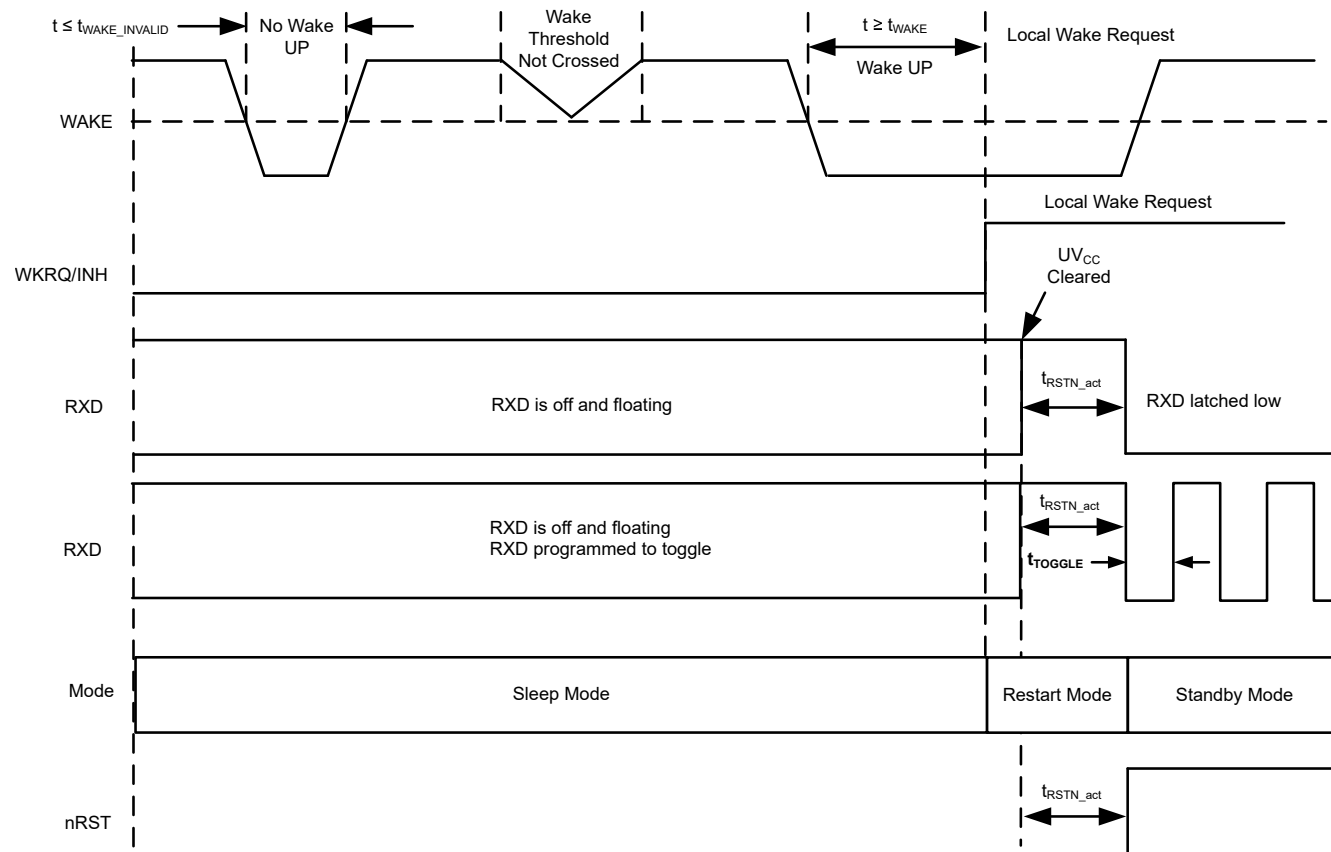 t ≤ tWAKE_INVALID
No Wake
UP
Wake
Threshold
Not Crossed
t ≥ tWAKE
Wake UP
Local Wake Request
WAKE
Local Wake Request
WKRQ/INH
UVCC
Cleared
RXD
RXD is off and floating
tRSTN_act
RXD latched low
RXD
RXD is off and floating
RXD programmed to toggle
tRSTN_act
tTOGGLE
Mode
Sleep Mode
Restart Mode
Standby Mode
nRST
tRSTN_act